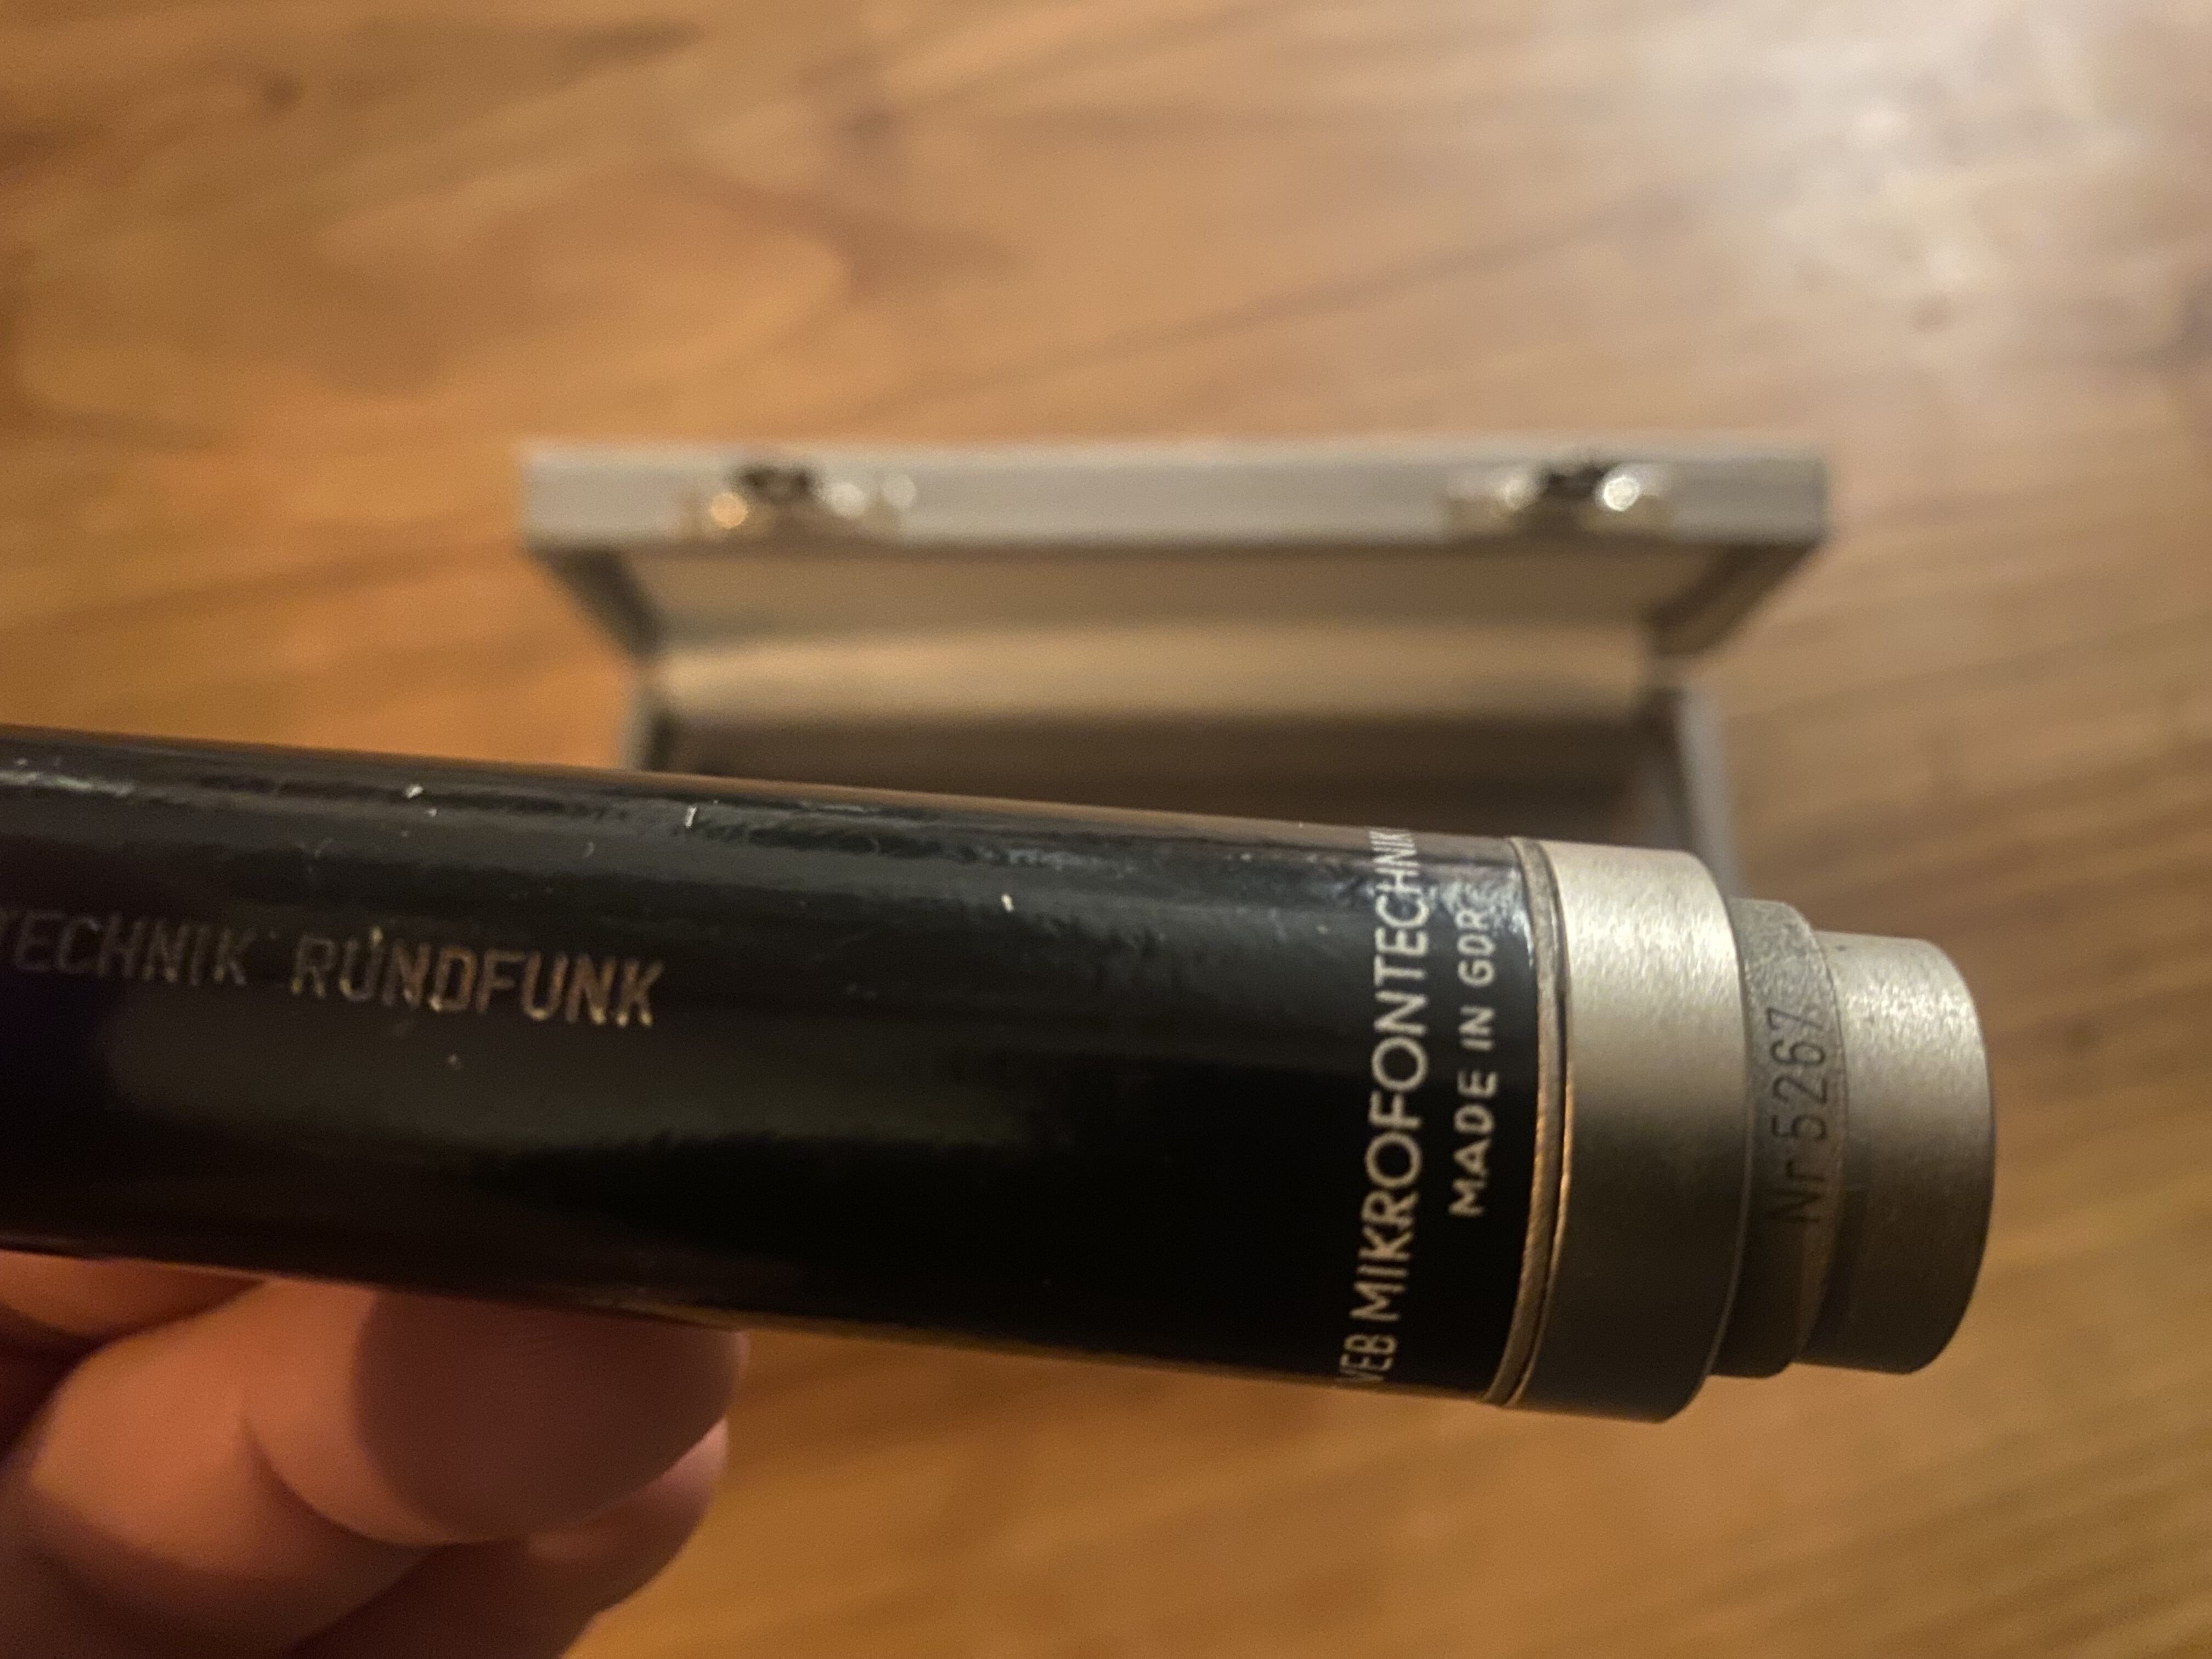 TECHNIK RUNDFUNK
VEB MIKROFONTECHNIK
MADE IN GDR
Nr 5267